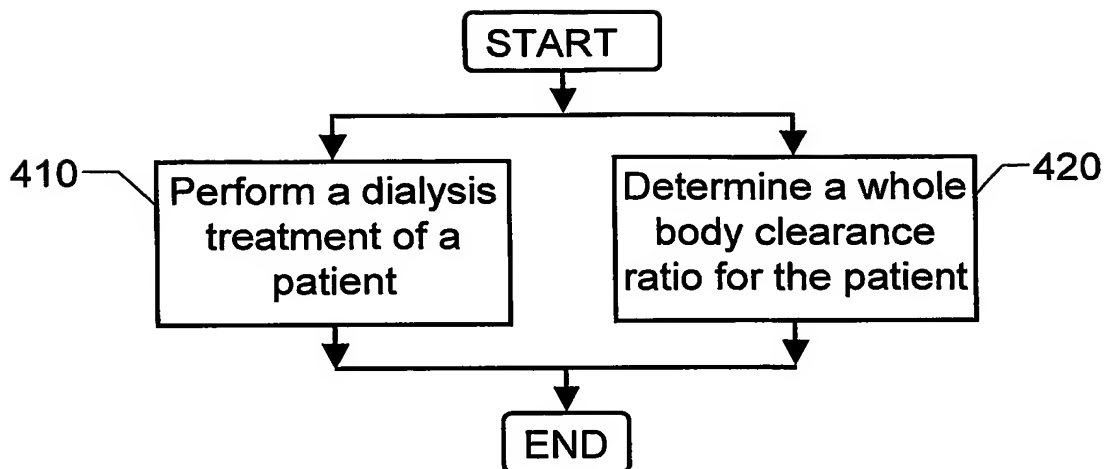 START
410
Perform a dialysis
treatment of a
patient
Determine a whole
body clearance
ratio for the patient
420
END